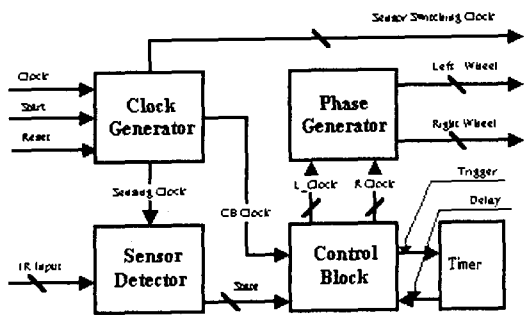 Sensor Switching Clock
Clock
Start
Reset
Clock
Generator
Phase
Generator
Left Wheel
Right Wheel
Sensing Clock
CB Clock
L_Clock
R Clock
Trigger
Delay
IR Input
Sensor
Detector
State
Control
Block
Timer